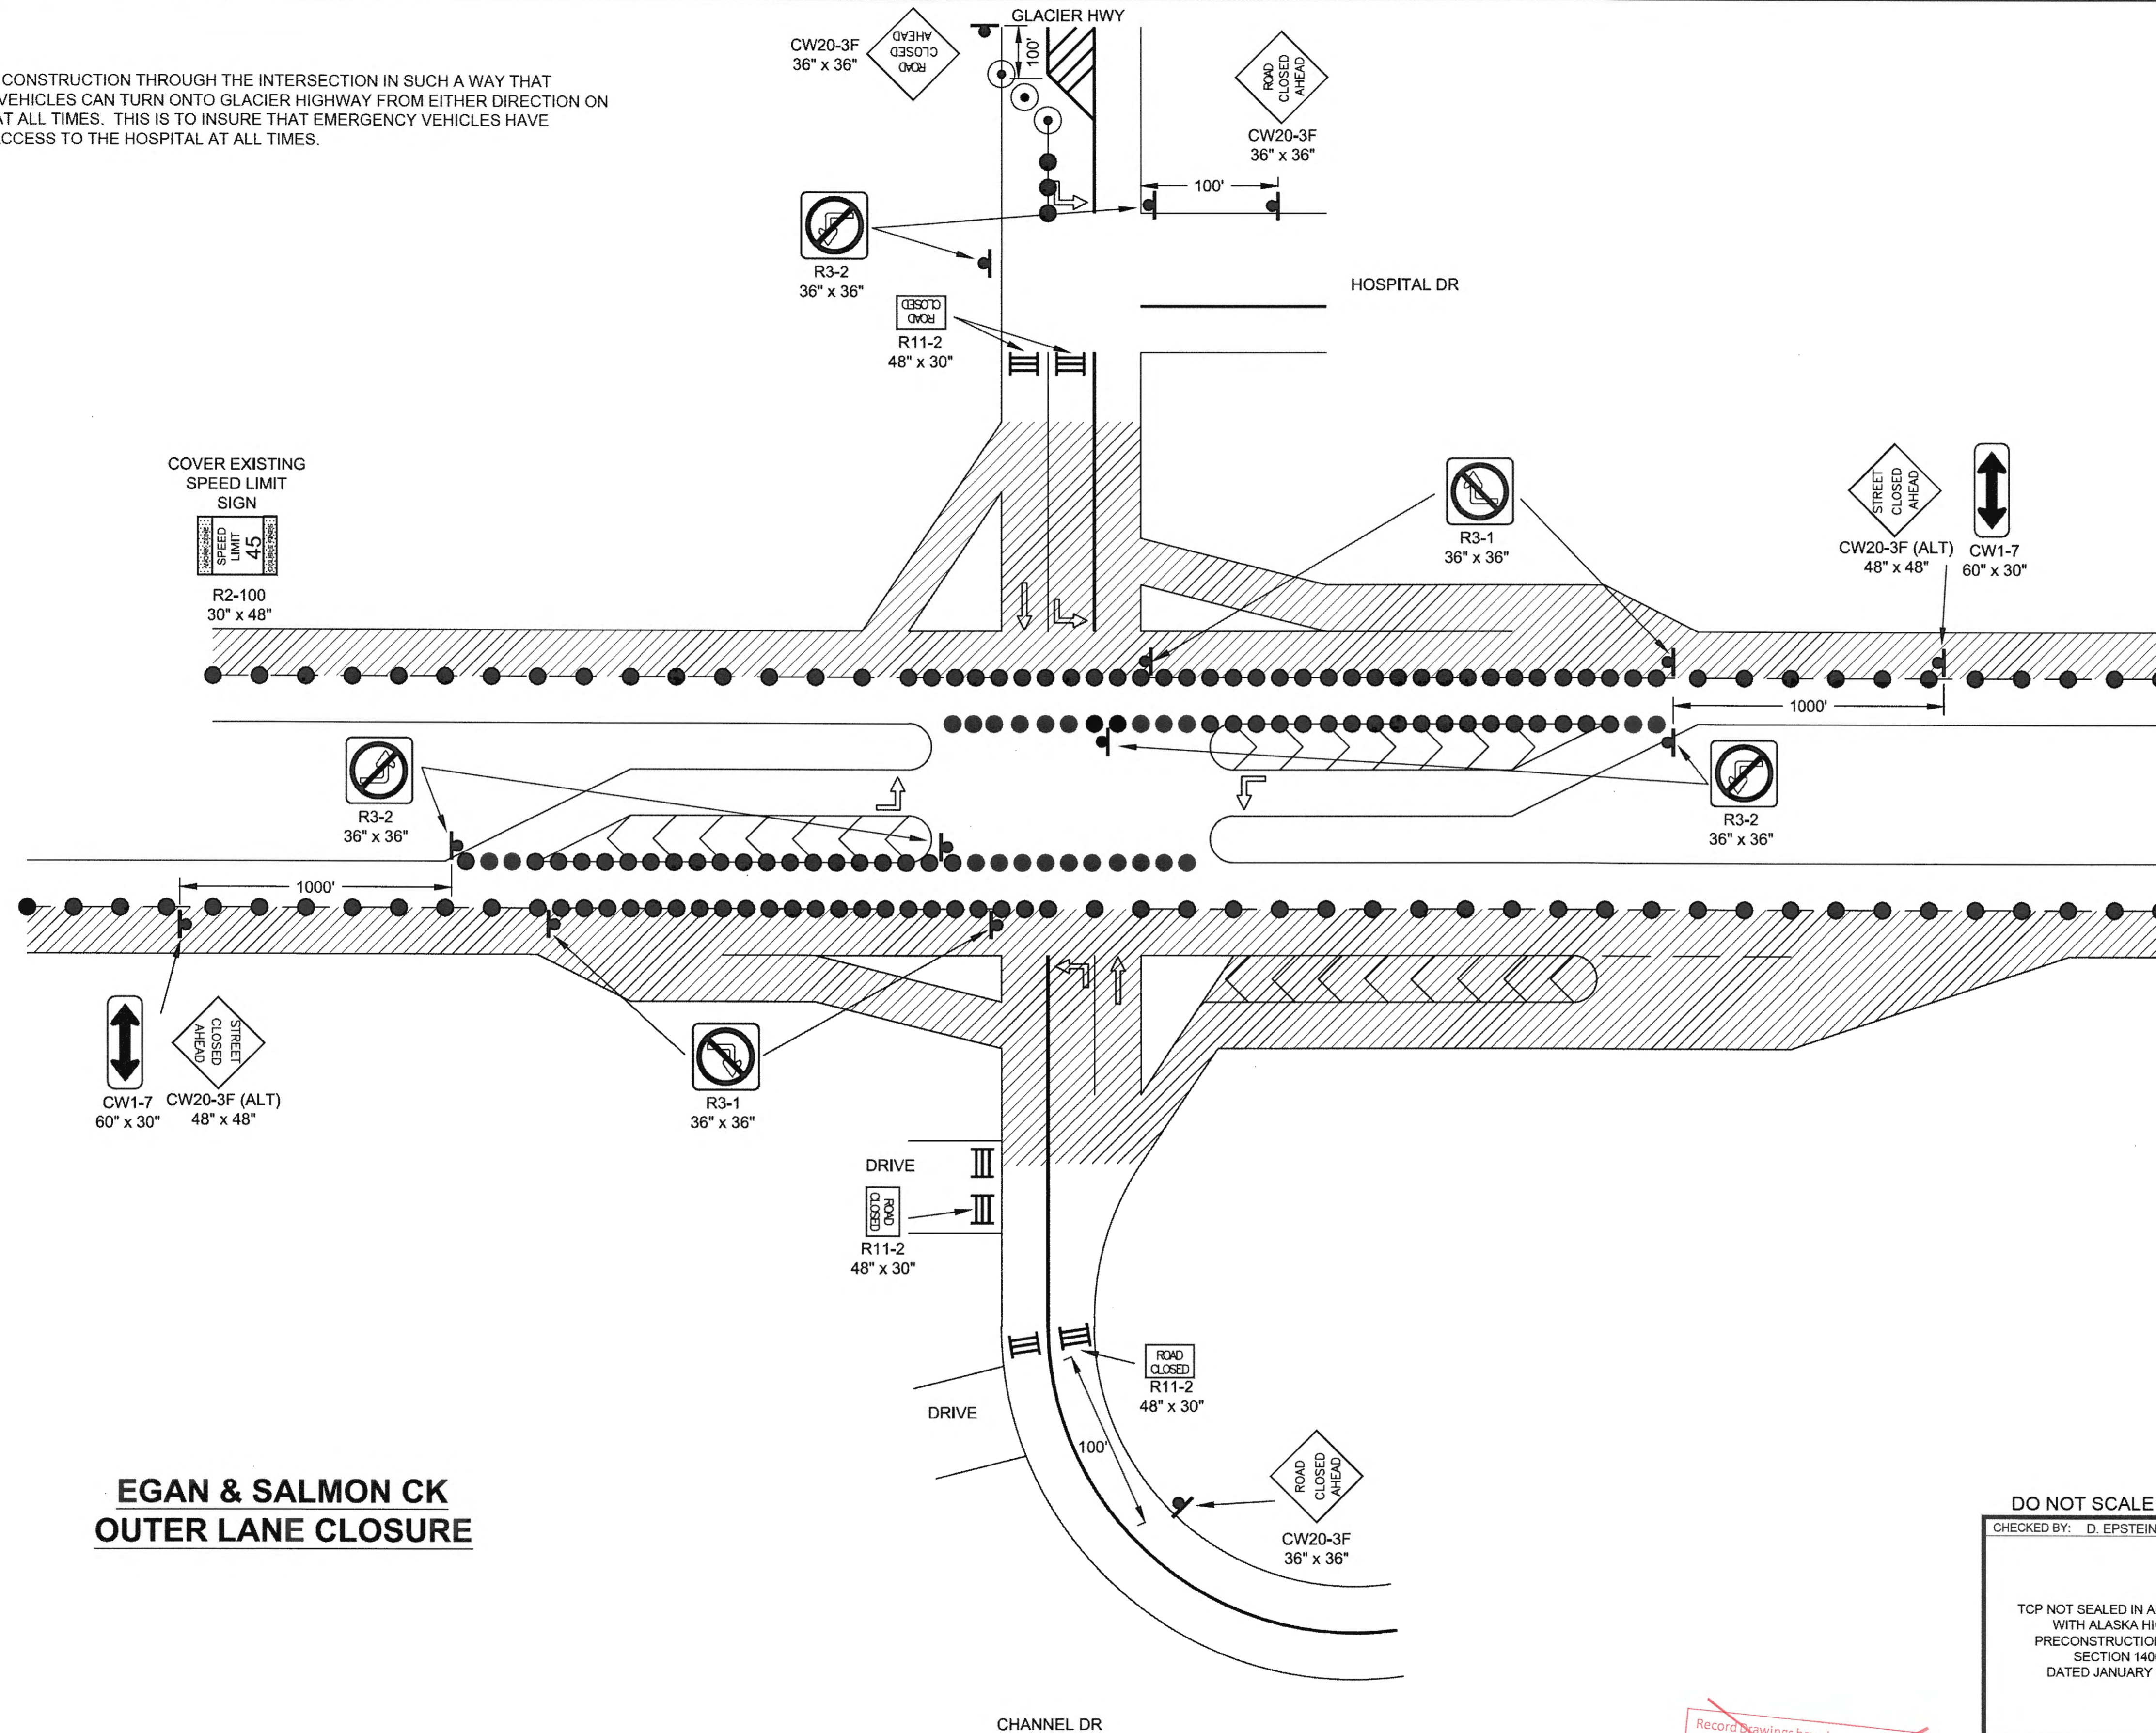 CONSTRUCTION THROUGH THE INTERSECTION IN SUCH A WAY THAT
VEHICLES CAN TURN ONTO GLACIER HIGHWAY FROM EITHER DIRECTION ON
AT ALL TIMES. THIS IS TO INSURE THAT EMERGENCY VEHICLES HAVE
ACCESS TO THE HOSPITAL AT ALL TIMES.
GLACIER HWY
CW20-3F
36" x 36"
ROAD
CLOSED
AHEAD
100'
ROAD
CLOSED
AHEAD
CW20-3F
36" x 36"
100'
R3-2
36" x 36"
HOSPITAL DR
ROAD
CLOSED
R11-2
48" x 30"
COVER EXISTING
SPEED LIMIT
SIGN
SPEED
LIMIT
45
R2-100
30" x 48"
R3-1
36" x 36"
STREET
CLOSED
AHEAD
CW20-3F (ALT)
48" x 48"
CW1-7
60" x 30"
1000'
R3-2
36" x 36"
R3-2
36" x 36"
1000'
CW1-7
60" x 30"
STREET
CLOSED
AHEAD
CW20-3F (ALT)
48" x 48"
R3-1
36" x 36"
DRIVE
ROAD
CLOSED
R11-2
48" x 30"
ROAD
CLOSED
R11-2
48" x 30"
DRIVE
100'
ROAD
CLOSED
AHEAD
CW20-3F
36" x 36"
EGAN & SALMON CK
OUTER LANE CLOSURE
CHANNEL DR
DO NOT SCALE
CHECKED BY: D. EPSTEIN
TCP NOT SEALED IN
WITH ALASKA
SECTION
DATED JANUARY
Record Drawings